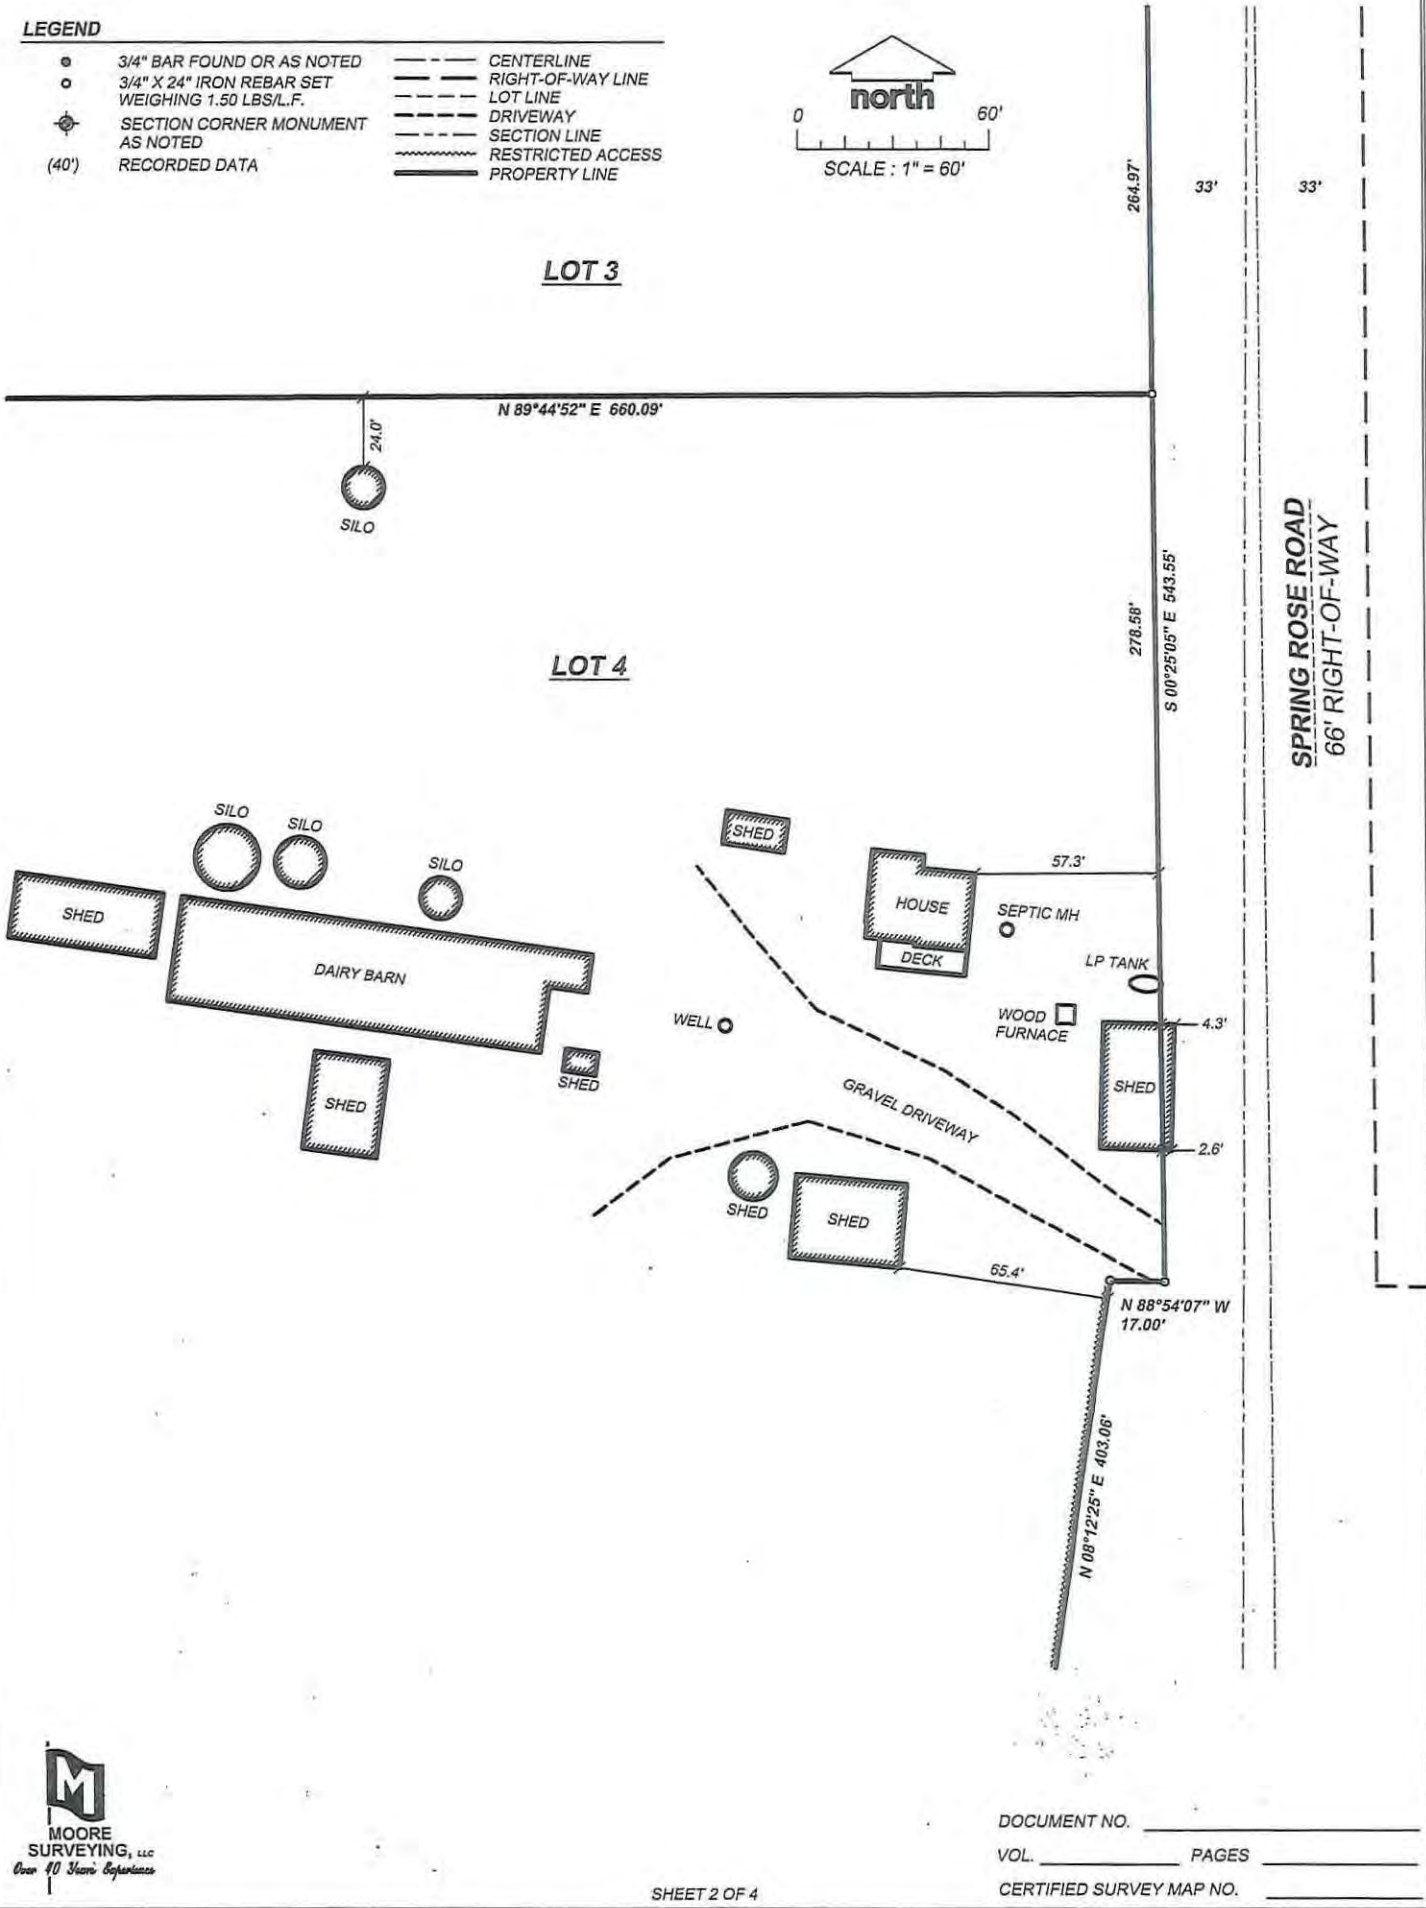 LEGEND
3/4" BAR FOUND OR AS NOTED
3/4" X 24" IRON REBAR SET
WEIGHING 1.50 LBS/L.F.
SECTION CORNER MONUMENT
AS NOTED
(40') RECORDED DATA
CENTERLINE
RIGHT-OF-WAY LINE
LOT LINE
DRIVEWAY
SECTION LINE
RESTRICTED ACCESS
PROPERTY LINE
north
0 60'
SCALE : 1" = 60'
264.97'
33' 33'
LOT 3
N 89°44'52" E 660.09'
24.0'
SILO
SPRING ROSE ROAD
66' RIGHT-OF-WAY
S 00°25'05" E 543.55'
278.58'
LOT 4
SILO
SILO
SILO
SHED
SHED
57.3'
HOUSE
SEPTIC MH
DECK
LP TANK
DAIRY BARN
WELL
WOOD
FURNACE
4.3'
SHED
SHED
SHED
GRAVEL DRIVEWAY
2.6'
SHED
SHED
65.4'
N 88°54'07" W
17.00'
N 08°12'25" E 403.06'
M
MOORE
SURVEYING, LLC
Over 40 Years Experience
DOCUMENT NO.
VOL. PAGES
CERTIFIED SURVEY MAP NO.
SHEET 2 OF 4